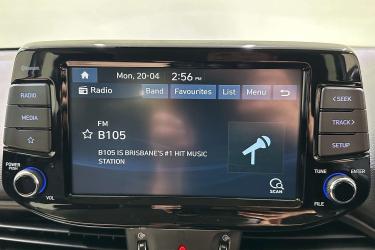 Bluetooth
Mon, 20-04 2:56 PM
Radio Band Favourites List Menu
RADIO
MEDIA
FM
B105
B105 IS BRISBANE'S #1 HIT MUSIC
STATION
SCAN
< SEEK
TRACK >
SETUP
POWER
PUSH
VOL
TUNE
ENTER
FILE